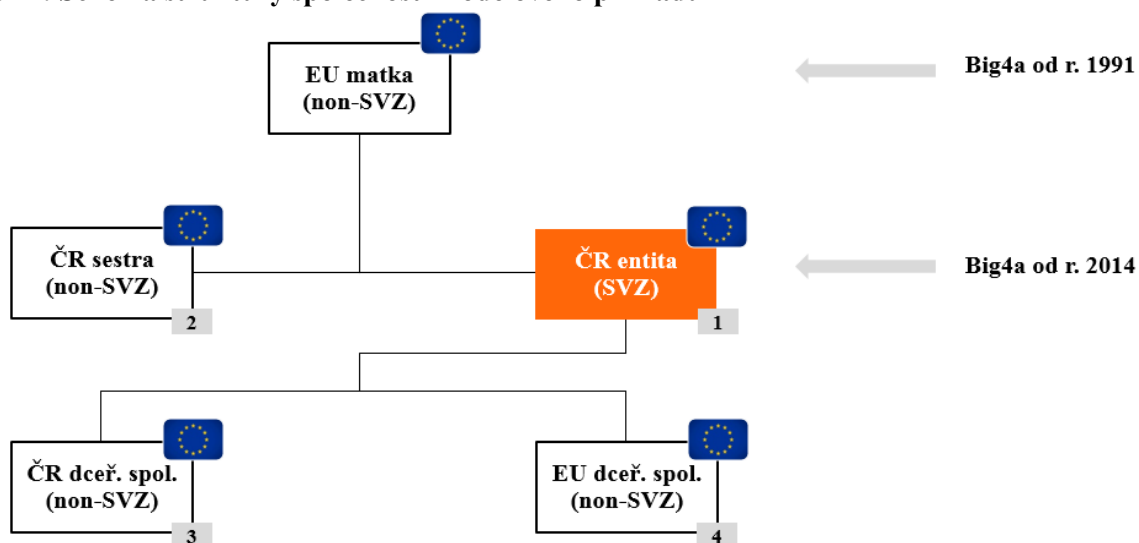 EU matka
(non-SVZ)
Big4a od r. 1991
ČR sestra
(non-SVZ)
2
ČR entita
(SVZ)
1
Big4a od r. 2014
ČR dceř. spol.
(non-SVZ)
3
EU dceř. spol.
(non-SVZ)
4